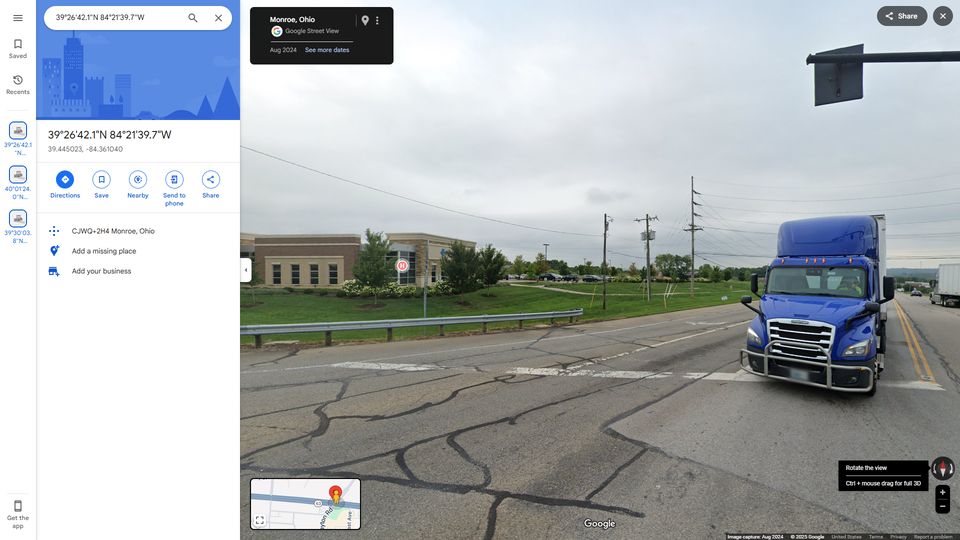 39°26'42.1"N 84°21'39.7"W
Saved
Recents
39°26'42.1"N...
40°01'24.0"N...
39°30'03.8"N...
Get the app
39°26'42.1"N 84°21'39.7"W
39.445023, -84.361040
Directions
Save
Nearby
Send to phone
Share
CJWQ+2H4 Monroe, Ohio
Add a missing place
Add your business
Monroe, Ohio
Google Street View
Aug 2024
See more dates
Share
H
63
Rotate the view
Ctrl + mouse drag for full 3D
Google
Image capture: Aug 2024 © 2025 Google United States Terms Privacy Report a problem